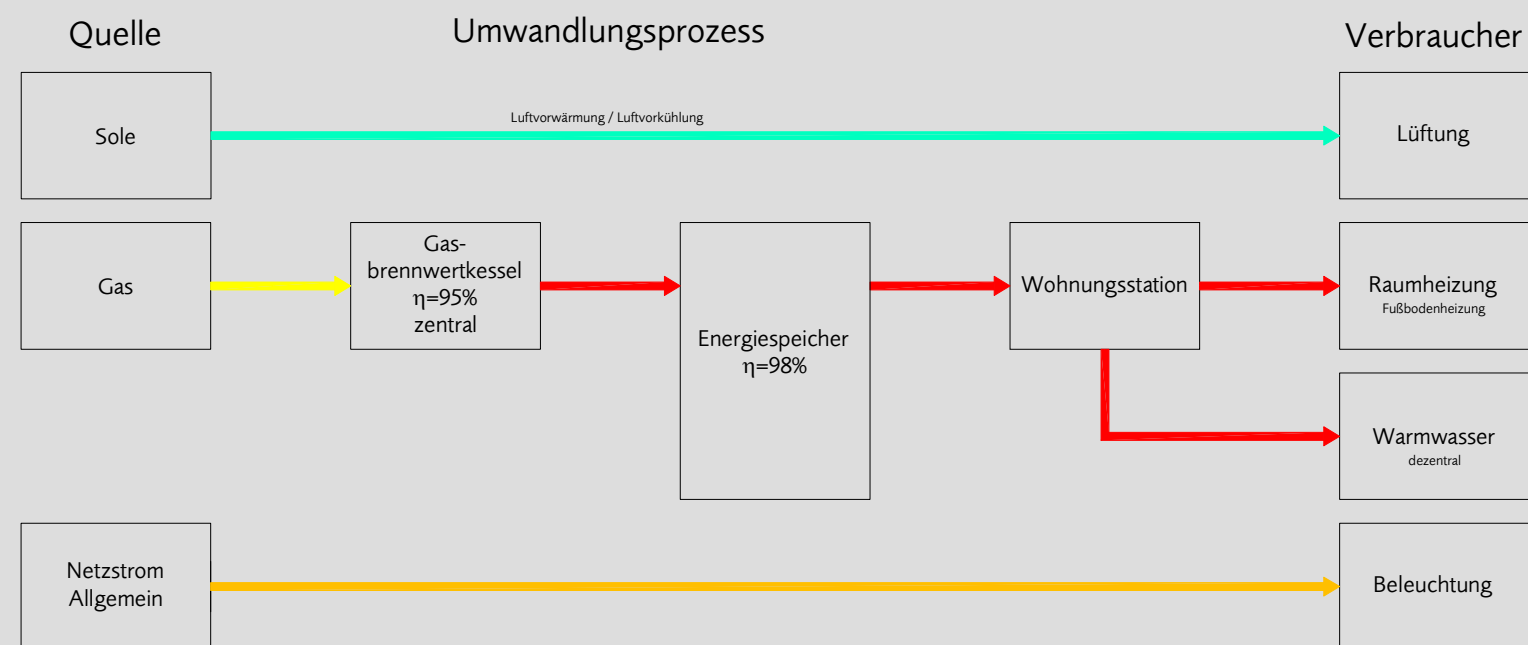 Quelle
Umwandlungsprozess
Verbraucher
Sole
Luftvorwärmung / Luftvorkühlung
Lüftung
Gas
Gas-
brennwertkessel
η=95%
zentral
Energiespeicher
η=98%
Wohnungsstation
Raumheizung
Fußbodenheizung
Warmwasser
dezentral
Netzstrom
Allgemein
Beleuchtung